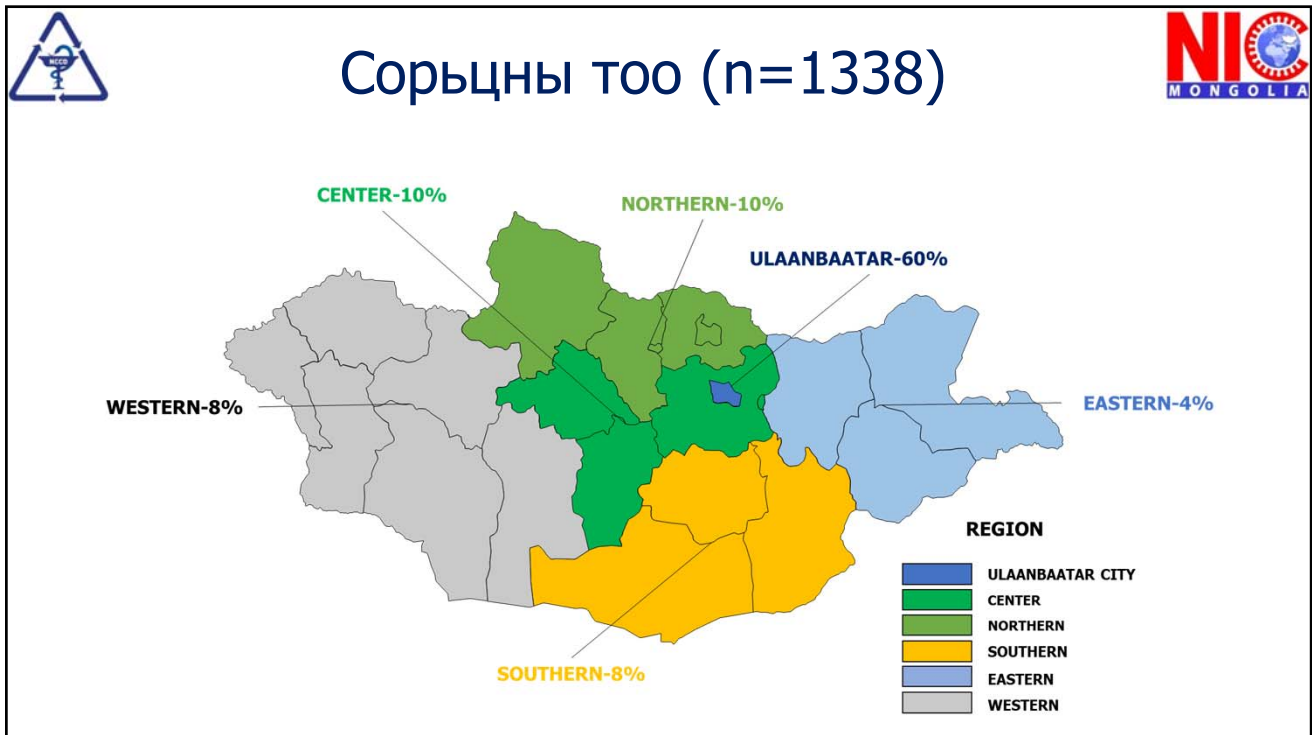 NCCD
Сорьцны тоо (n=1338)
NIC
MONGOLIA
CENTER-10%
NORTHERN-10%
ULAANBAATAR-60%
WESTERN-8%
EASTERN-4%
SOUTHERN-8%
REGION
ULAANBAATAR CITY
CENTER
NORTHERN
SOUTHERN
EASTERN
WESTERN